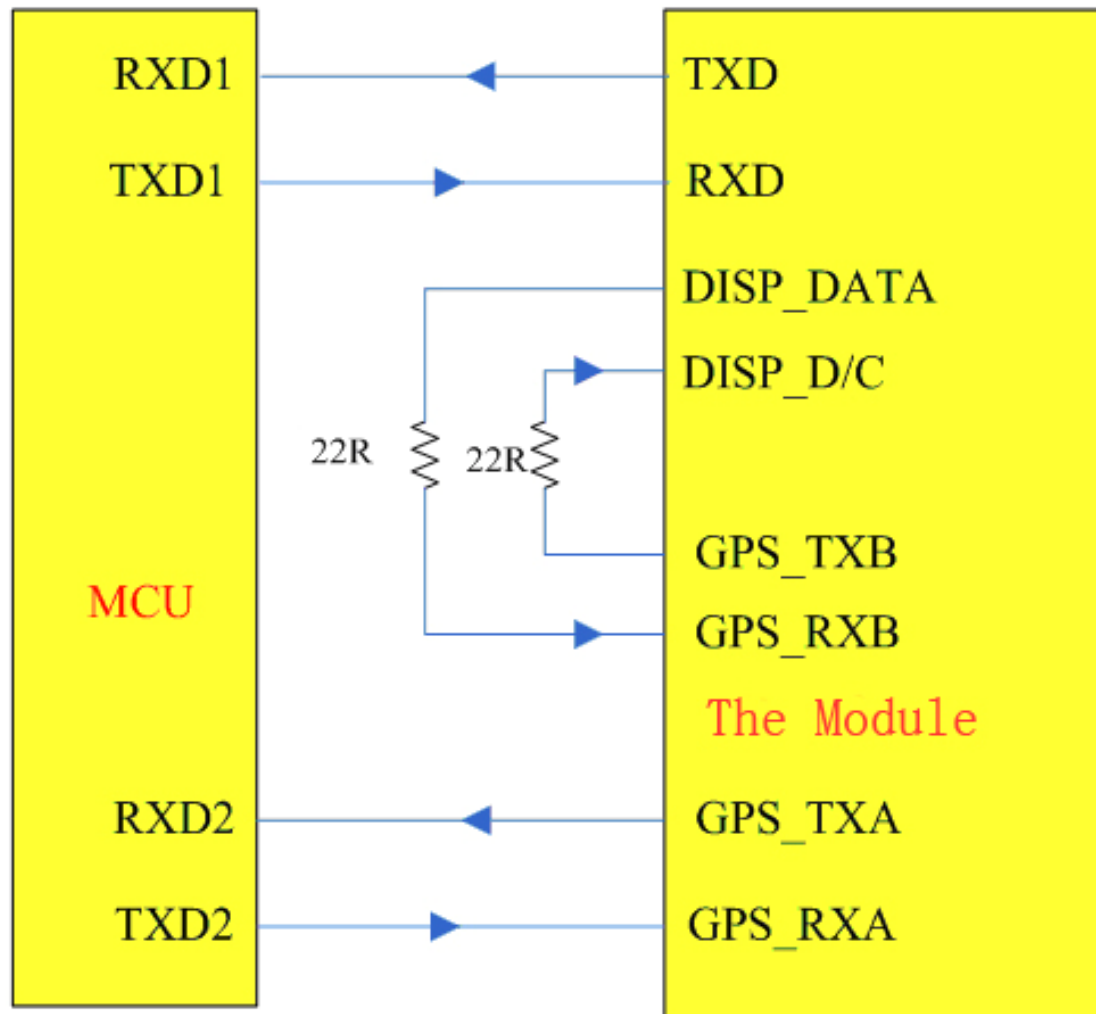 RXD1
TXD
TXD1
RXD
DISP_DATA
DISP_D/C
22R
22R
GPS_TXB
MCU
GPS_RXB
The Module
RXD2
GPS_TXA
TXD2
GPS_RXA